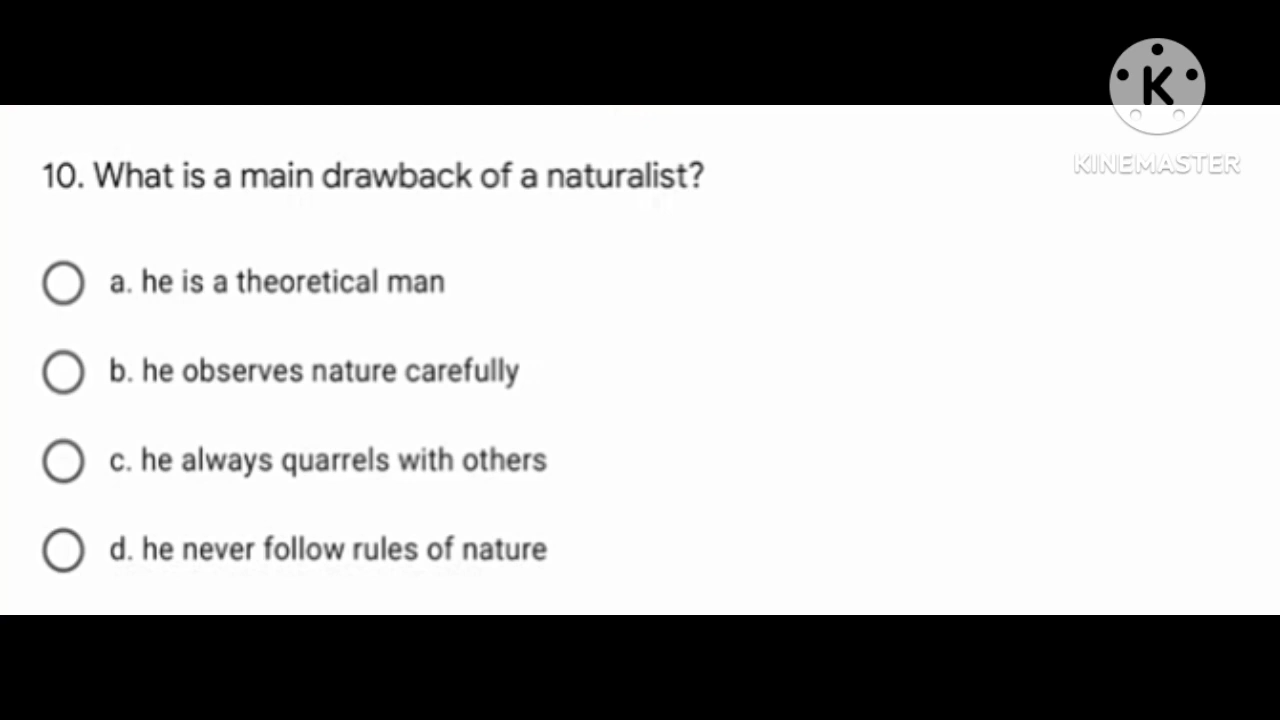 K
KINEMASTER
10. What is a main drawback of a naturalist?
a. he is a theoretical man
b. he observes nature carefully
c. he always quarrels with others
d. he never follow rules of nature